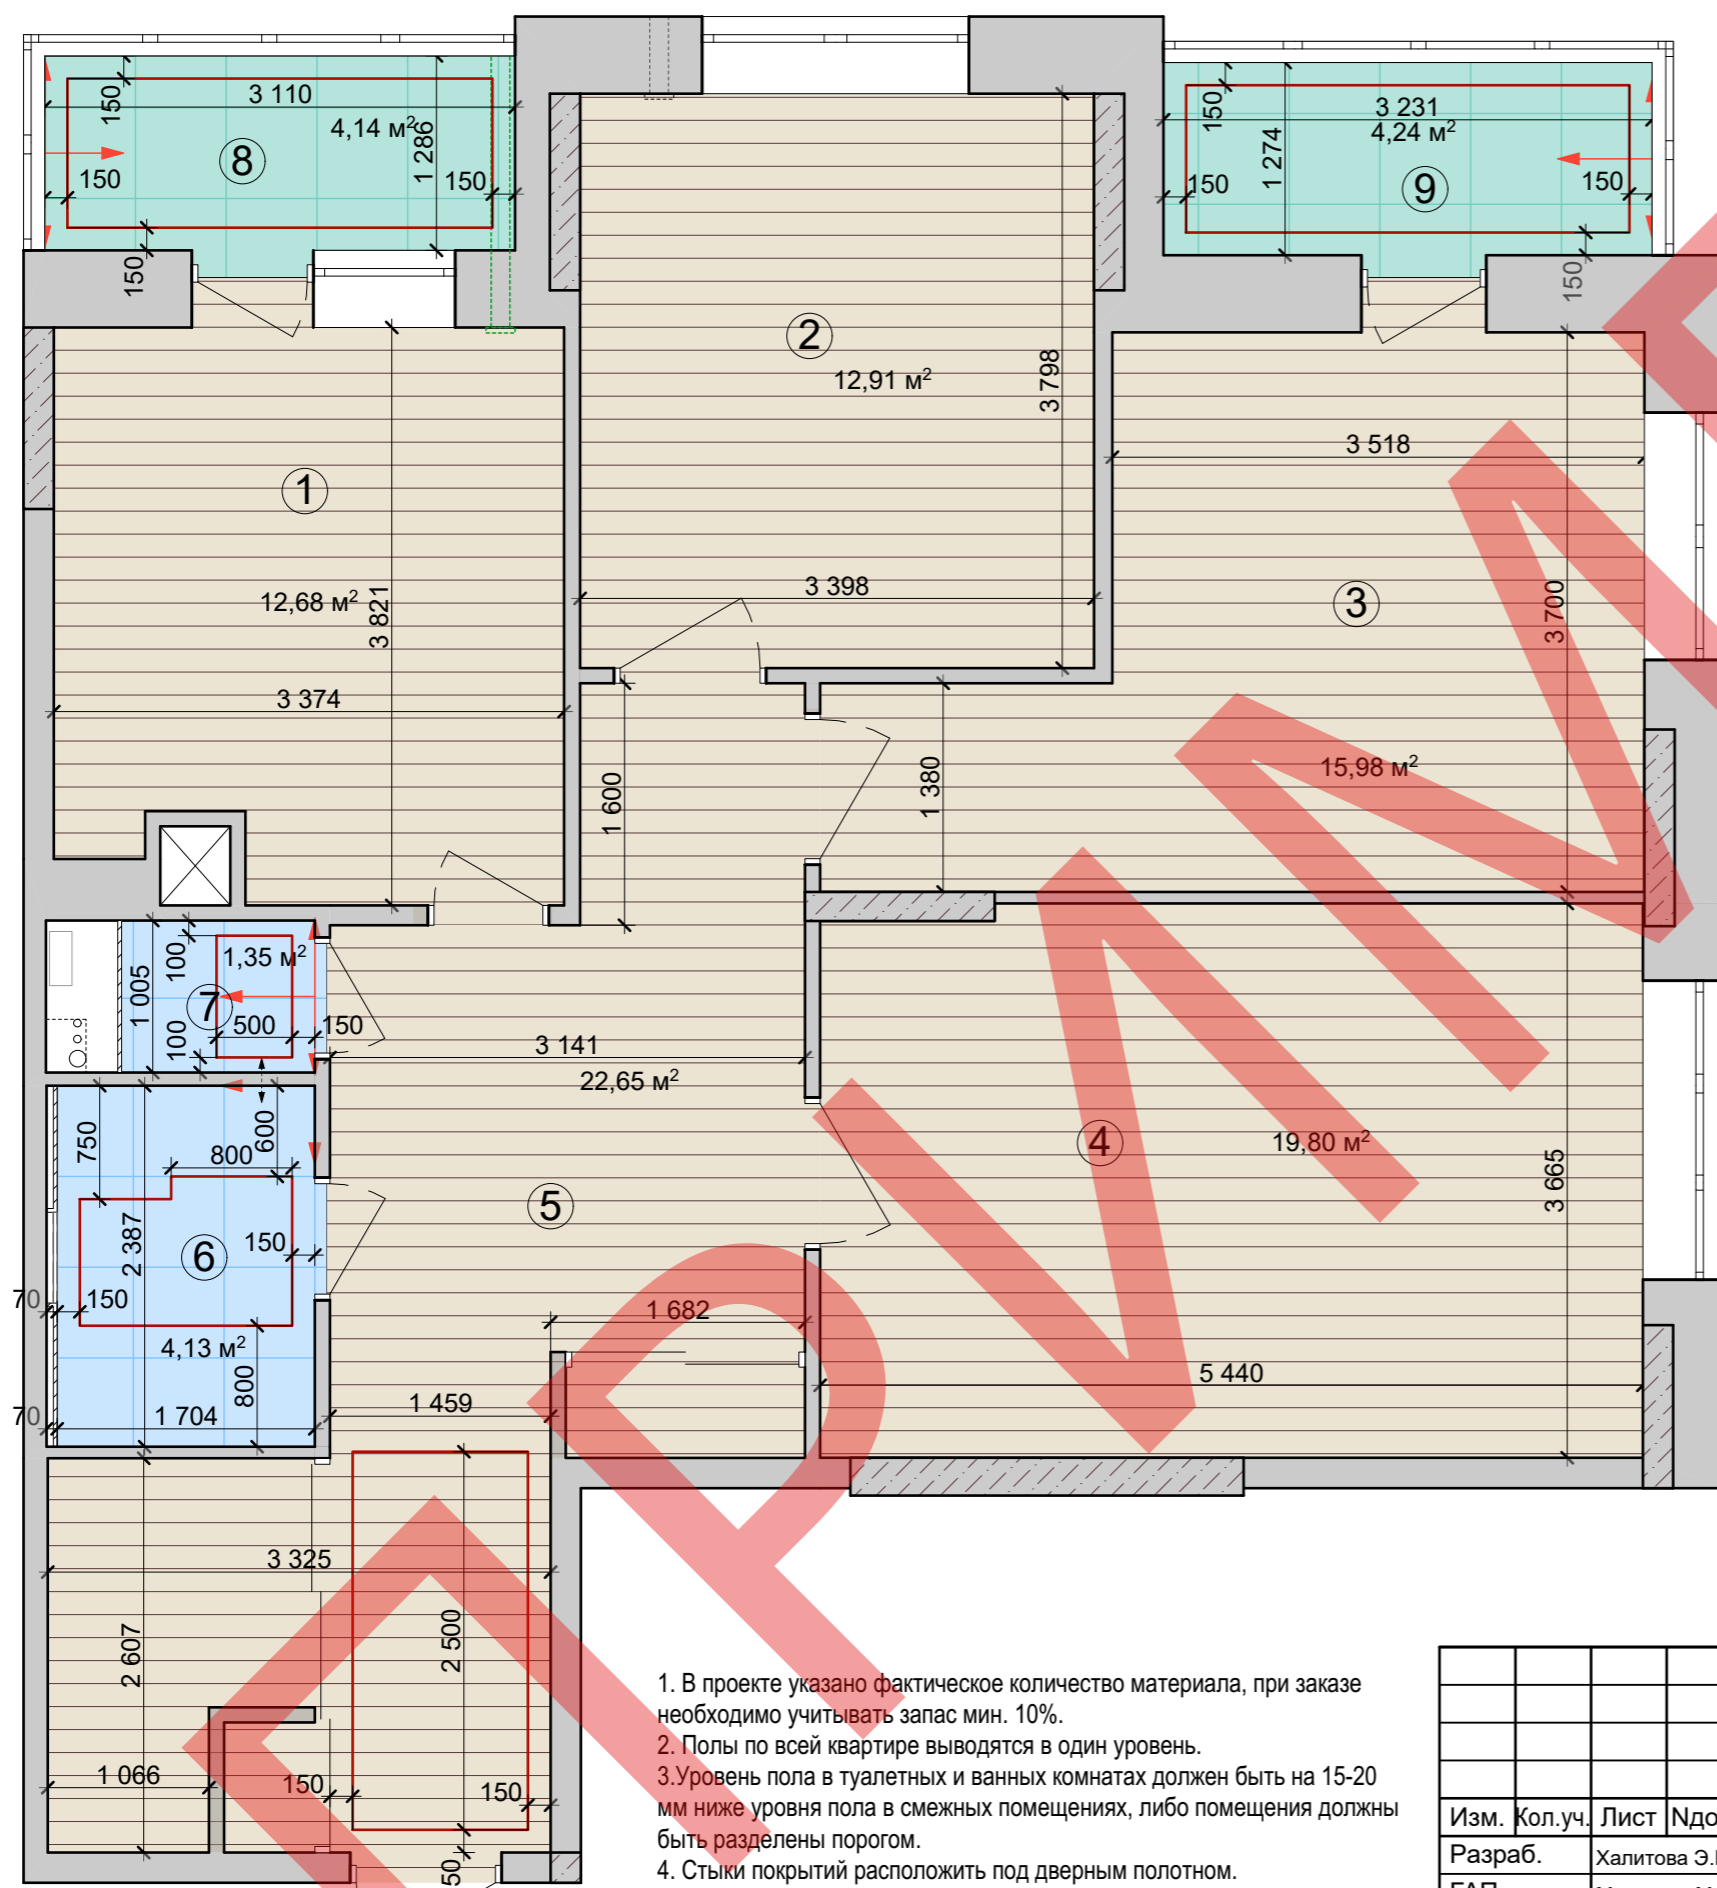 3 110
150
4,14 м²
1 286
8
150
150
150
3 231
4,24 м²
150
1 274
9
150
150
150
2
12,91 м²
3 798
3 398
1
12,68 м²
3 821
3 374
3 518
3
3 700
15,98 м²
1 380
1 600
1,35 м²
100
1 005
7
500
150
100
3 141
22,65 м²
750
600
800
2 387
6
150
70
150
4,13 м²
800
70
1 704
5
4
19,80 м²
3 665
1 682
5 440
1 459
3 325
2 607
2 500
1 066
150
150
50
1. В проекте указано фактическое количество материала, при заказе
необходимо учитывать запас мин. 10%.
2. Полы по всей квартире выводятся в один уровень.
3.Уровень пола в туалетных и ванных комнатах должен быть на 15-20
мм ниже уровня пола в смежных помещениях, либо помещения должны
быть разделены порогом.
4. Стыки покрытий расположить под дверным полотном.
Изм. Кол.уч. Лист Nдо
Разраб. Халитова Э.
ПРИМ